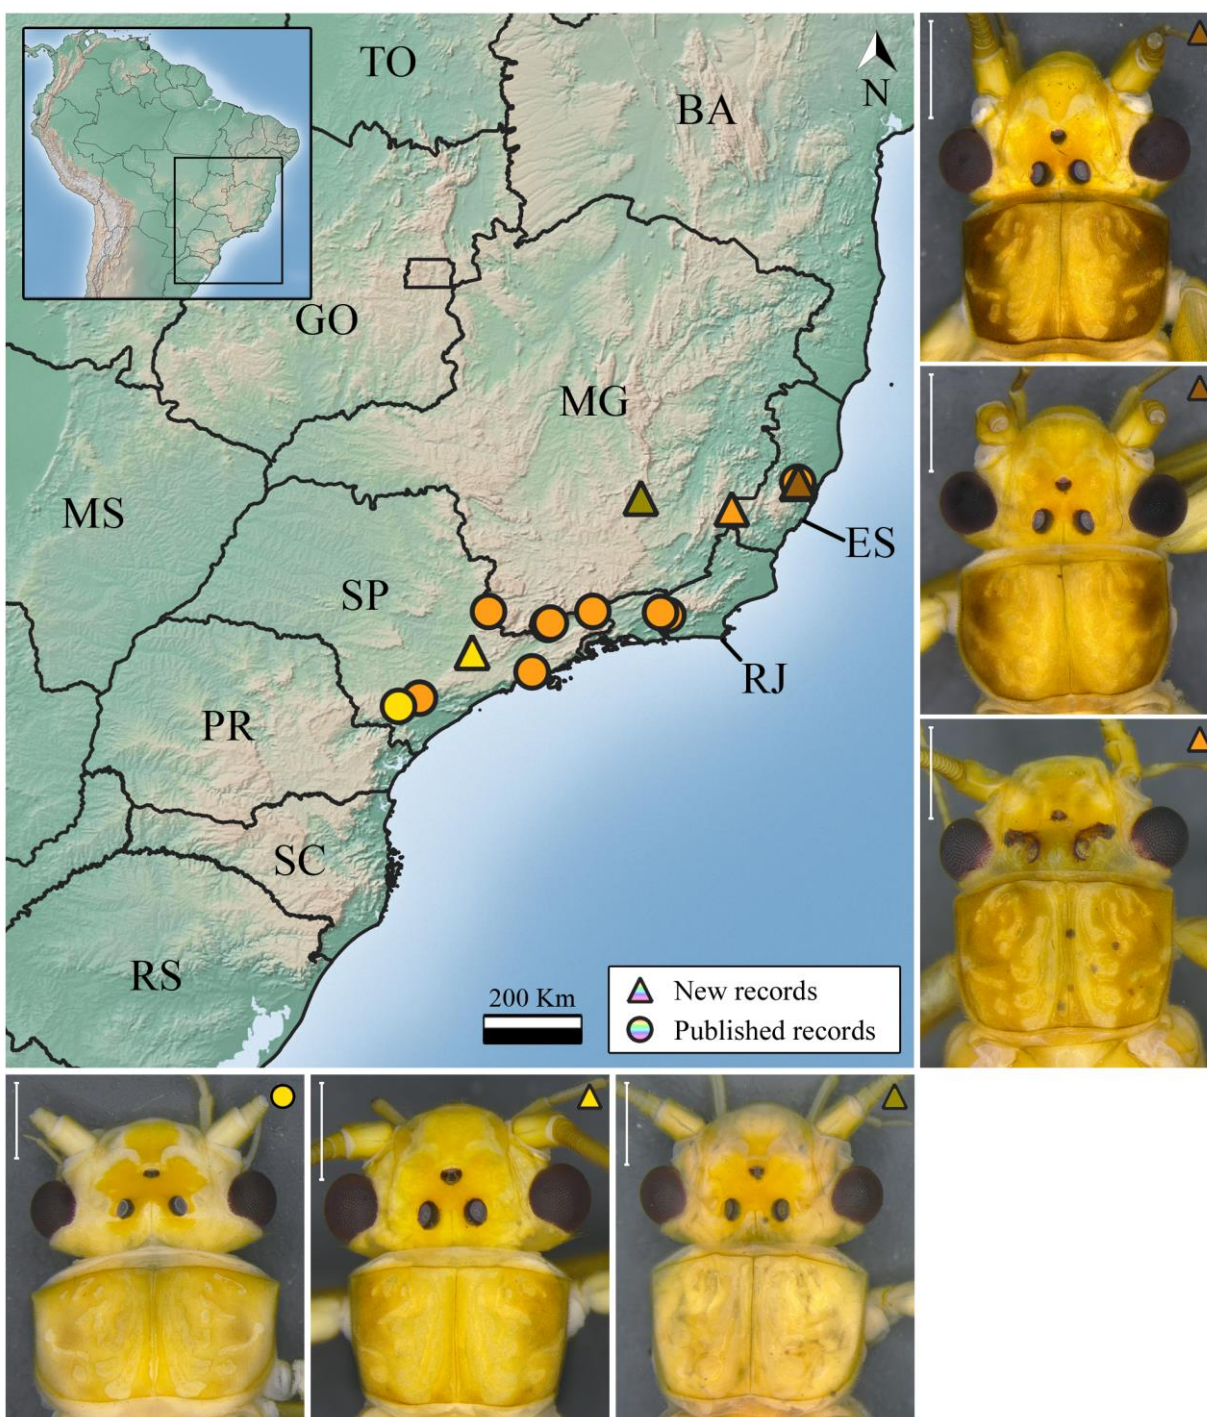 TO
BA
N
GO
MG
MS
ES
SP
RJ
PR
SC
RS
200 Km
New records
Published records